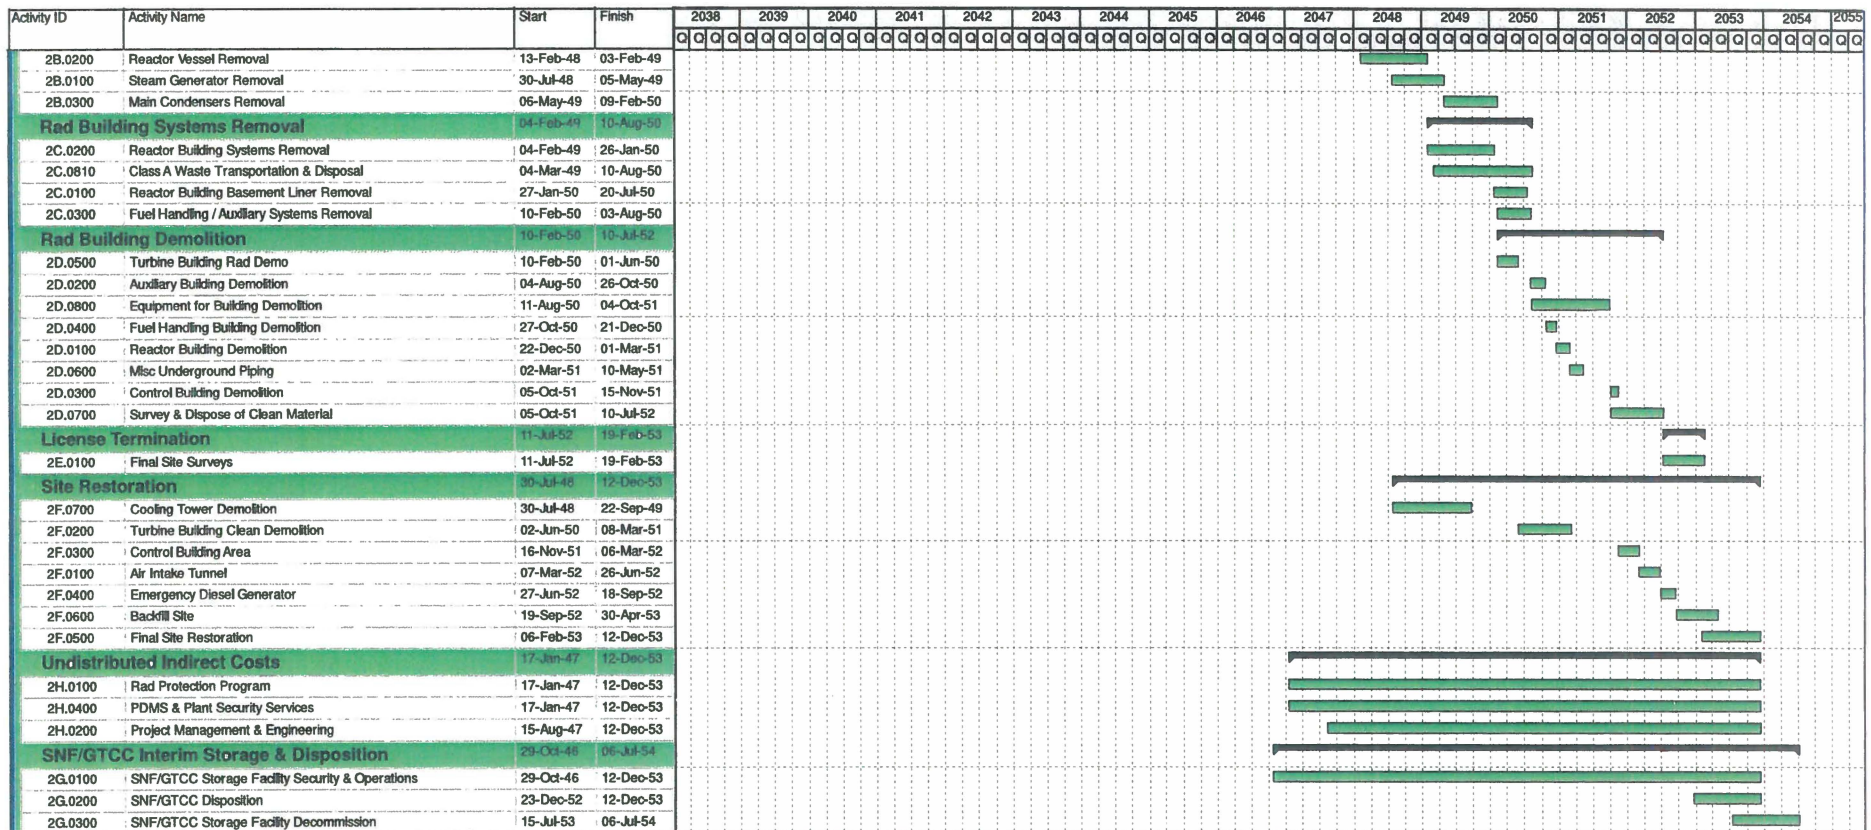 Activity ID Activity Name Start Finish 2038 2039 2040 2041 2042 2043 2044 2045 2046 2047 2048 2049 2050 2051 2052 2053 2054 2055
Q Q Q Q Q Q Q Q Q Q Q Q Q Q Q Q Q Q Q Q Q Q Q Q Q Q Q Q Q Q Q Q Q Q Q Q Q Q Q Q Q Q Q Q Q Q Q Q Q Q Q Q Q Q Q Q Q Q Q Q Q Q Q Q Q Q Q Q Q Q
2B.0200 Reactor Vessel Removal 13-Feb-48 03-Feb-49
2B.0100 Steam Generator Removal 30-Jul-48 05-May-49
2B.0300 Main Condensers Removal 06-May-49 09-Feb-50
Rad Building Systems Removal 04-Feb-49 10-Aug-50
2C.0200 Reactor Building Systems Removal 04-Feb-49 26-Jan-50
2C.0810 Class A Waste Transportation & Disposal 04-Mar-49 10-Aug-50
2C.0100 Reactor Building Basement Liner Removal 27-Jan-50 20-Jul-50
2C.0300 Fuel Handling / Auxiliary Systems Removal 10-Feb-50 03-Aug-50
Rad Building Demolition 10-Feb-50 10-Jul-52
2D.0500 Turbine Building Rad Demo 10-Feb-50 01-Jun-50
2D.0200 Auxiliary Building Demolition 04-Aug-50 26-Oct-50
2D.0800 Equipment for Building Demolition 11-Aug-50 04-Oct-51
2D.0400 Fuel Handling Building Demolition 27-Oct-50 21-Dec-50
2D.0100 Reactor Building Demolition 22-Dec-50 01-Mar-51
2D.0600 Misc Underground Piping 02-Mar-51 10-May-51
2D.0300 Control Building Demolition 05-Oct-51 15-Nov-51
2D.0700 Survey & Dispose of Clean Material 05-Oct-51 10-Jul-52
License Termination 11-Jul-52 19-Feb-53
2E.0100 Final Site Surveys 11-Jul-52 19-Feb-53
Site Restoration 30-Jul-48 12-Dec-53
2F.0700 Cooling Tower Demolition 30-Jul-48 22-Sep-49
2F.0200 Turbine Building Clean Demolition 02-Jun-50 08-Mar-51
2F.0300 Control Building Area 16-Nov-51 06-Mar-52
2F.0100 Air Intake Tunnel 07-Mar-52 26-Jun-52
2F.0400 Emergency Diesel Generator 27-Jun-52 18-Sep-52
2F.0600 Backfill Site 19-Sep-52 30-Apr-53
2F.0500 Final Site Restoration 06-Feb-53 12-Dec-53
Undistributed Indirect Costs 17-Jan-47 12-Dec-53
2H.0100 Rad Protection Program 17-Jan-47 12-Dec-53
2H.0400 PDMS & Plant Security Services 17-Jan-47 12-Dec-53
2H.0200 Project Management & Engineering 15-Aug-47 12-Dec-53
SNF/GTCC Interim Storage & Disposition 29-Oct-46 06-Jul-54
2G.0100 SNF/GTCC Storage Facility Security & Operations 29-Oct-46 12-Dec-53
2G.0200 SNF/GTCC Disposition 23-Dec-52 12-Dec-53
2G.0300 SNF/GTCC Storage Facility Decommission 15-Jul-53 06-Jul-54